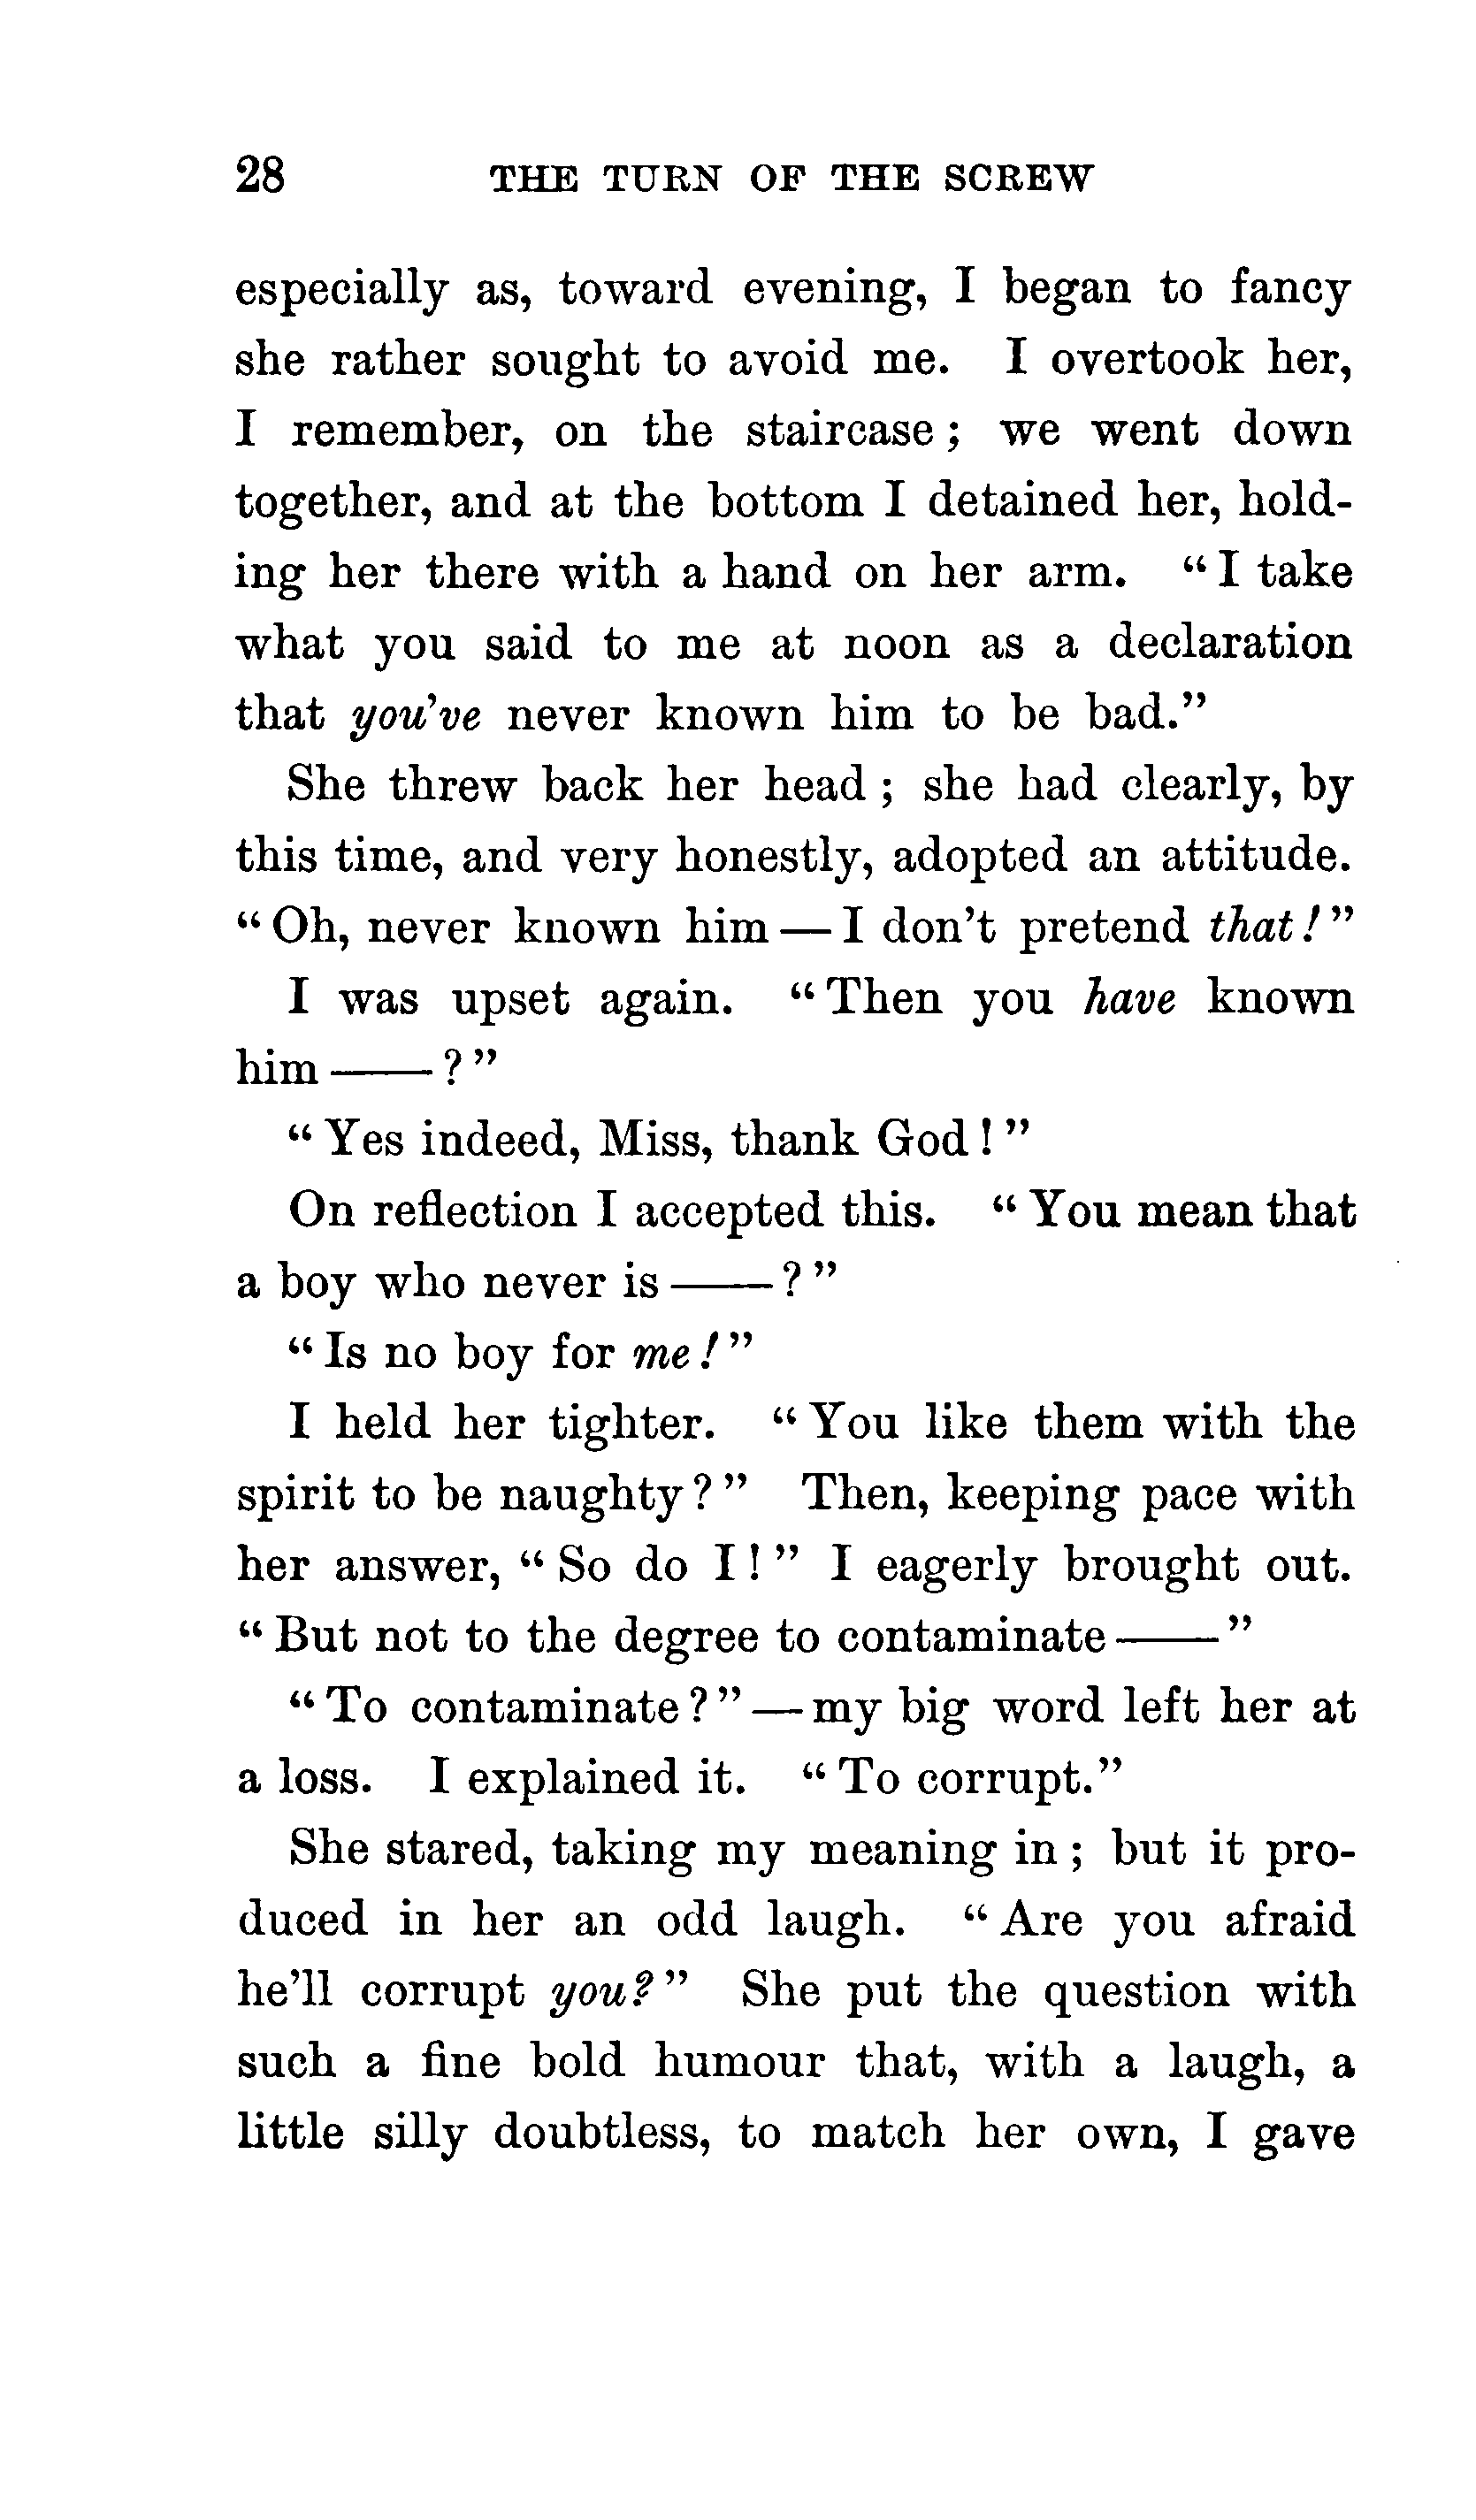 28 THE TURN OF THE SCREW
especially as, toward evening, I began to fancy
she rather sought to avoid me. I overtook her,
I remember, on the staircase; we went down
together, and at the bottom I detained her, hold-
ing her there with a hand on her arm. “I take
what you said to me at noon as a declaration
that you’ve never known him to be bad.”
She threw back her head; she had clearly, by
this time, and very honestly, adopted an attitude.
“Oh, never known him—I don’t pretend that!”
I was upset again. “Then you have known
him——?”
“Yes indeed, Miss, thank God!”
On reflection I accepted this. “You mean that
a boy who never is——?”
“Is no boy for me!”
I held her tighter. “You like them with the
spirit to be naughty?” Then, keeping pace with
her answer, “So do I!” I eagerly brought out.
“But not to the degree to contaminate——”
“To contaminate?”—my big word left her at
a loss. I explained it. “To corrupt.”
She stared, taking my meaning in; but it pro-
duced in her an odd laugh. “Are you afraid
he’ll corrupt you?” She put the question with
such a fine bold humour that, with a laugh, a
little silly doubtless, to match her own, I gave